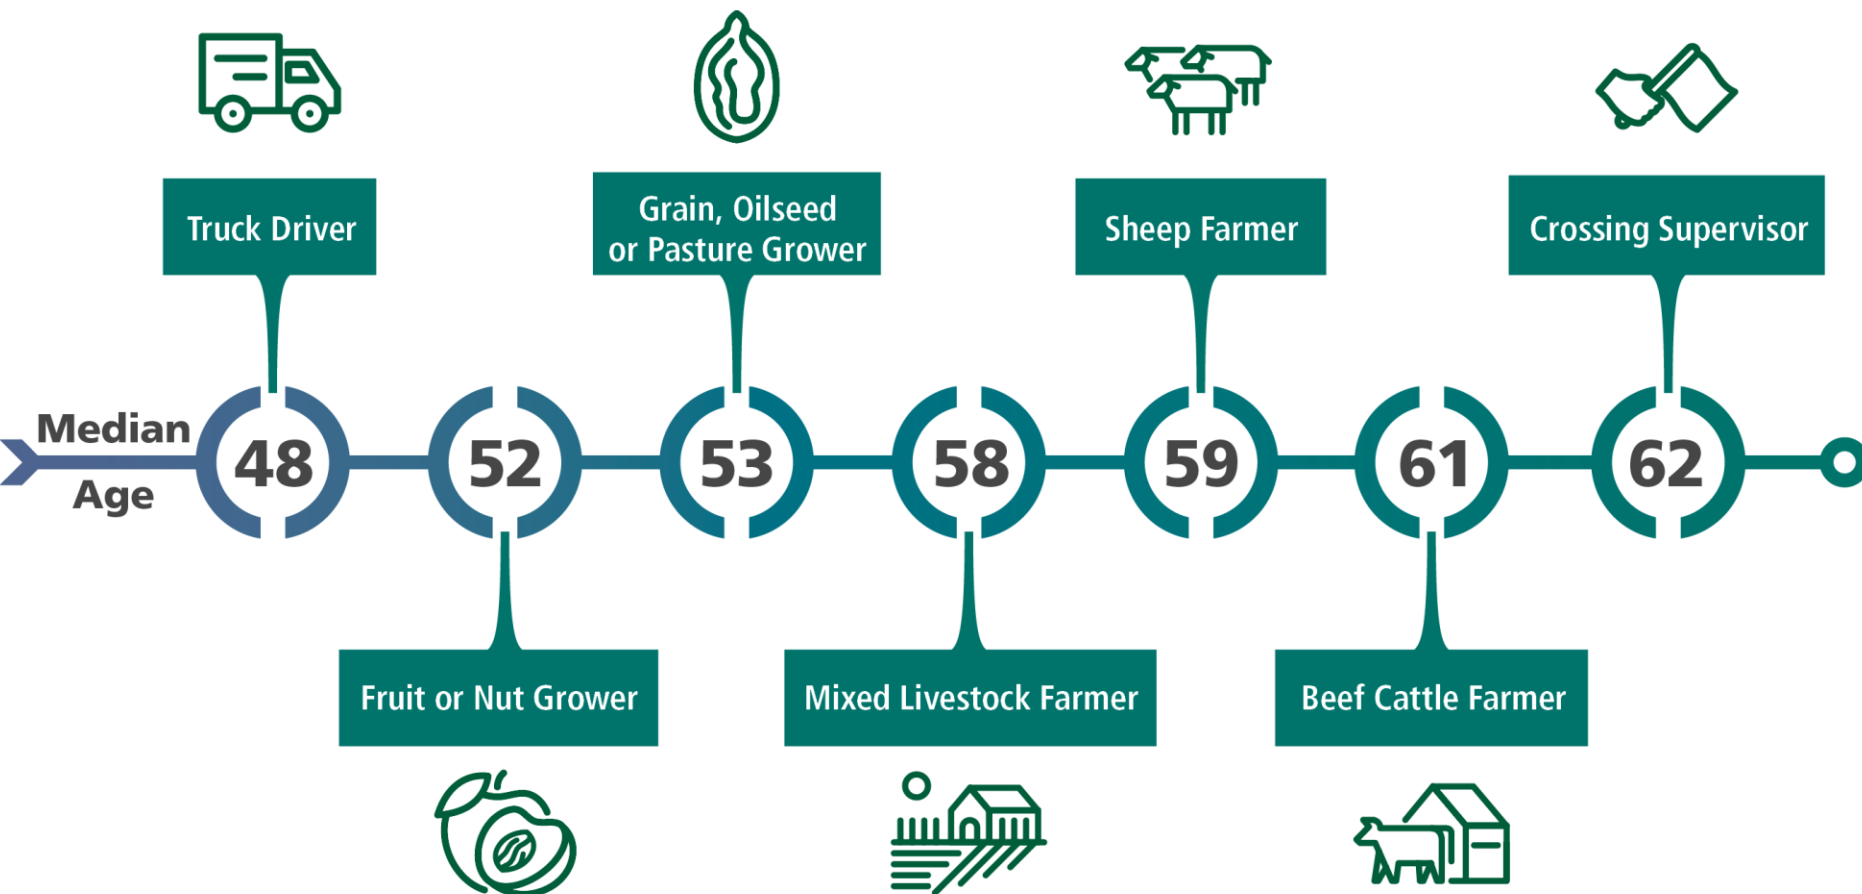 Truck Driver
Grain, Oilseed
or Pasture Grower
Sheep Farmer
Crossing Supervisor
Median
Age
48
52
53
58
59
61
62
Fruit or Nut Grower
Mixed Livestock Farmer
Beef Cattle Farmer